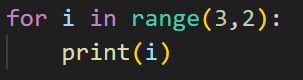 for i in range(3,2):
    print(i)